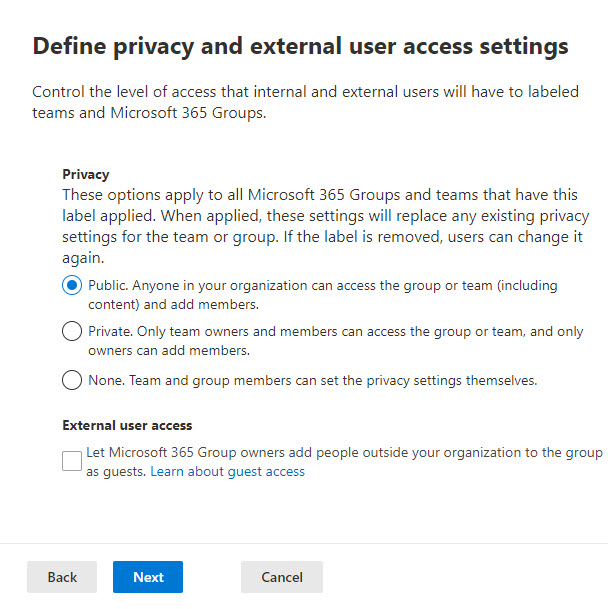 Define privacy and external user access settings
Control the level of access that internal and external users will have to labeled
teams and Microsoft 365 Groups.
Privacy
These options apply to all Microsoft 365 Groups and teams that have this
label applied. When applied, these settings will replace any existing privacy
settings for the team or group. If the label is removed, users can change it
again.
Public. Anyone in your organization can access the group or team (including
content) and add members.
Private. Only team owners and members can access the group or team, and only
owners can add members.
None. Team and group members can set the privacy settings themselves.
External user access
Let Microsoft 365 Group owners add people outside your organization to the group
as guests. Learn about guest access
Back
Next
Cancel